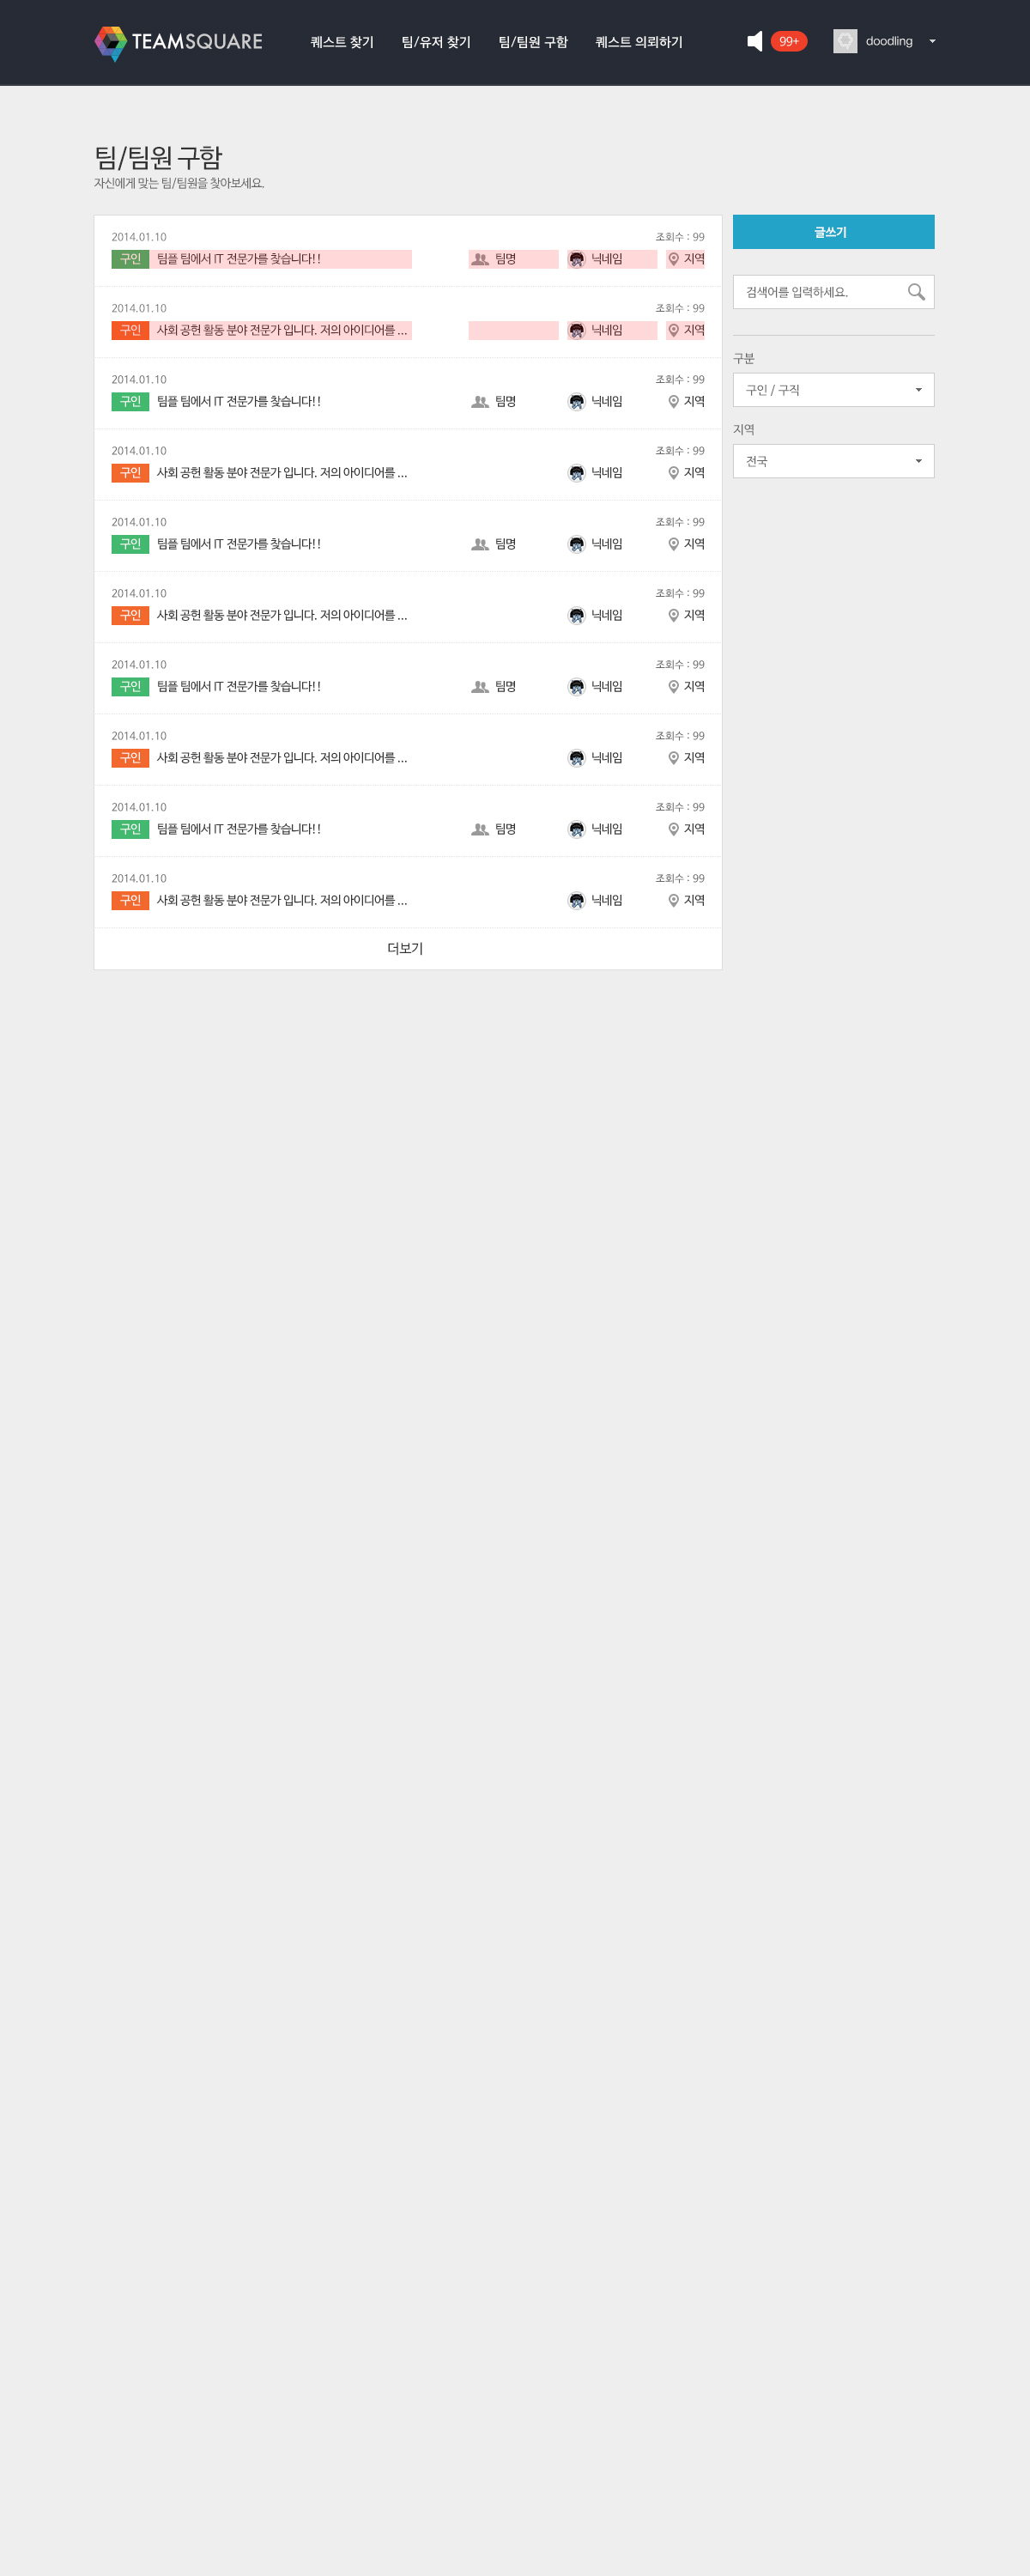 TEAMSQUARE 퀘스트 찾기 팀/유저 찾기 팀/팀원 구함 퀘스트 의뢰하기 99+ doodling
팀/팀원 구함
자신에게 맞는 팀/팀원을 찾아보세요.
2014.01.10 조회수 : 99
구인 팀플 팀에서 IT 전문가를 찾습니다!! 팀명 닉네임 지역
2014.01.10 조회수 : 99
구인 사회 공헌 활동 분야 전문가 입니다. 저의 아이디어를 ... 닉네임 지역
2014.01.10 조회수 : 99
구인 팀플 팀에서 IT 전문가를 찾습니다!! 팀명 닉네임 지역
2014.01.10 조회수 : 99
구인 사회 공헌 활동 분야 전문가 입니다. 저의 아이디어를 ... 닉네임 지역
2014.01.10 조회수 : 99
구인 팀플 팀에서 IT 전문가를 찾습니다!! 팀명 닉네임 지역
2014.01.10 조회수 : 99
구인 사회 공헌 활동 분야 전문가 입니다. 저의 아이디어를 ... 닉네임 지역
2014.01.10 조회수 : 99
구인 팀플 팀에서 IT 전문가를 찾습니다!! 팀명 닉네임 지역
2014.01.10 조회수 : 99
구인 사회 공헌 활동 분야 전문가 입니다. 저의 아이디어를 ... 닉네임 지역
2014.01.10 조회수 : 99
구인 팀플 팀에서 IT 전문가를 찾습니다!! 팀명 닉네임 지역
2014.01.10 조회수 : 99
구인 사회 공헌 활동 분야 전문가 입니다. 저의 아이디어를 ... 닉네임 지역
더보기
글쓰기
검색어를 입력하세요.
구분
구인 / 구직
지역
전국